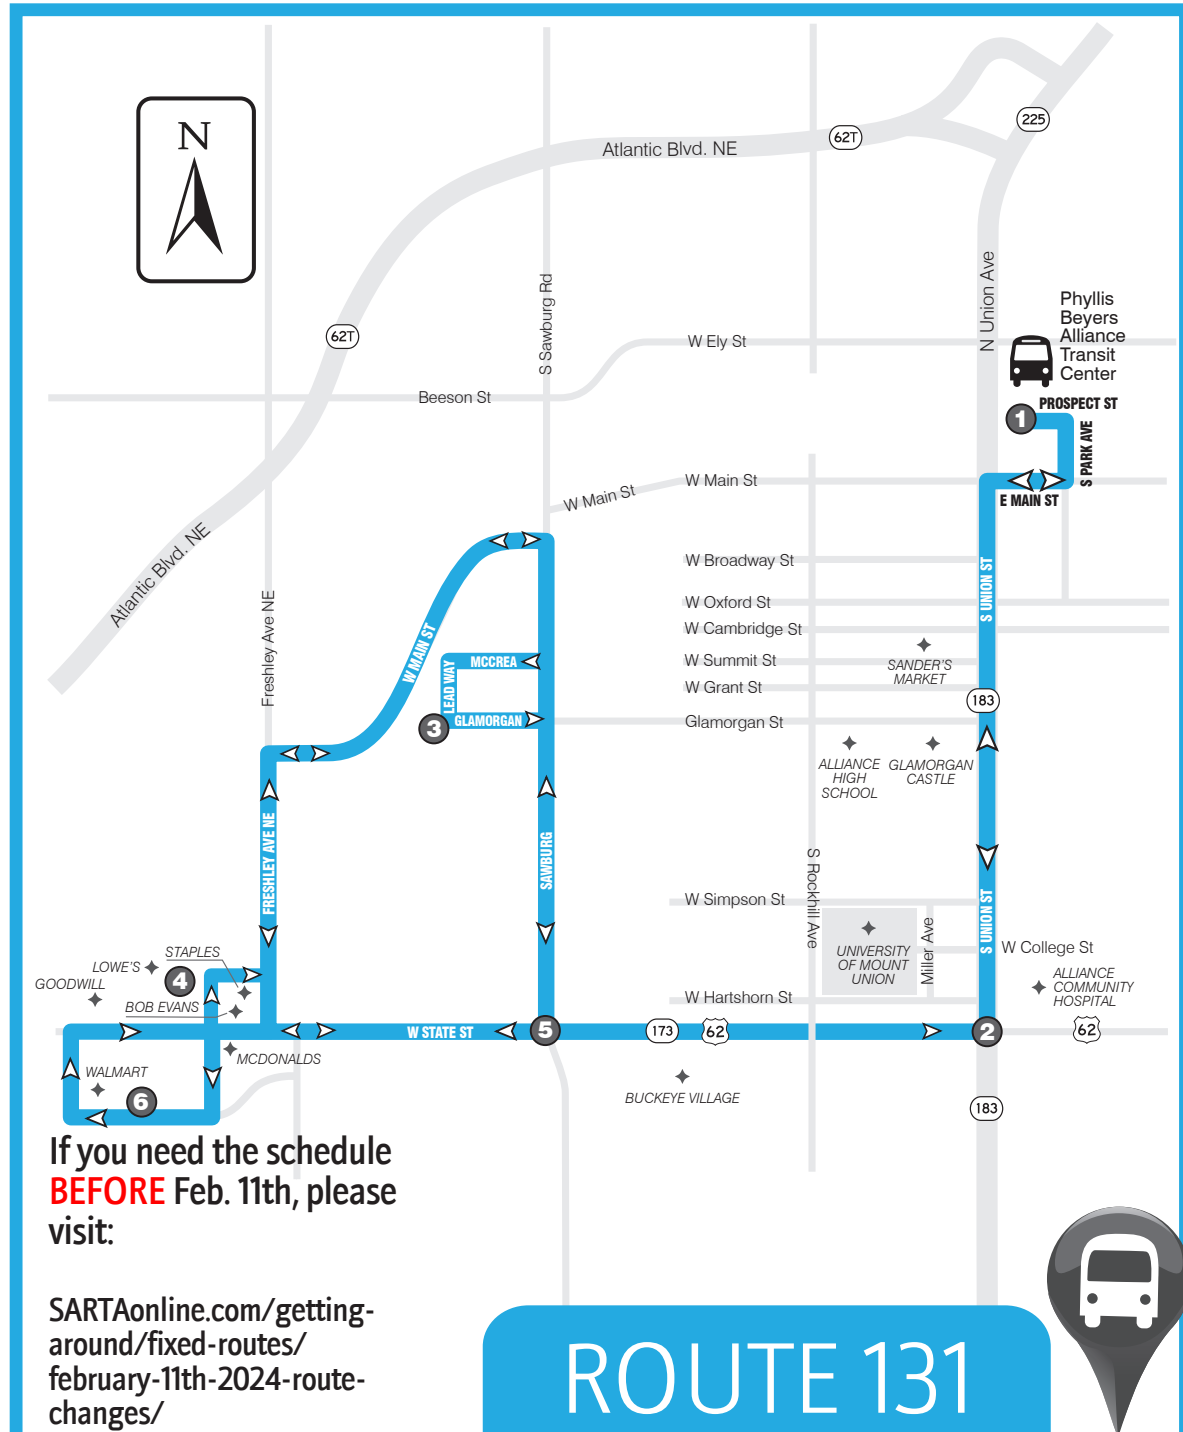 N
Atlantic Blvd. NE
62T
225
62T
S Sawburg Rd
N Union Ave
W Ely St
Beeson St
Phyllis
Beyers
Alliance
Transit
Center
1
PROSPECT ST
S PARK AVE
E MAIN ST
W Main St
W Main St
Atlantic Blvd. NE
Freshley Ave NE
W Broadway St
W Oxford St
W Cambridge St
W Summit St
W Grant St
Glamorgan St
S UNION ST
SANDER'S
MARKET
183
W MAIN ST
MCCREA
LEAD WAY
GLAMORGAN
3
ALLIANCE
HIGH
SCHOOL
GLAMORGAN
CASTLE
FRESHLEY AVE NE
SAWBURG
S Rockhill Ave
W Simpson St
UNIVERSITY
OF MOUNT
UNION
Miller Ave
S UNION ST
W College St
ALLIANCE
COMMUNITY
HOSPITAL
W Hartshorn St
STAPLES
LOWE'S
4
GOODWILL
BOB EVANS
W STATE ST
5
173
62
2
62
MCDONALDS
WALMART
6
BUCKEYE VILLAGE
183
If you need the schedule
BEFORE Feb. 11th, please
visit:
SARTAonline.com/getting-
around/fixed-routes/
february-11th-2024-route-
changes/
ROUTE 131